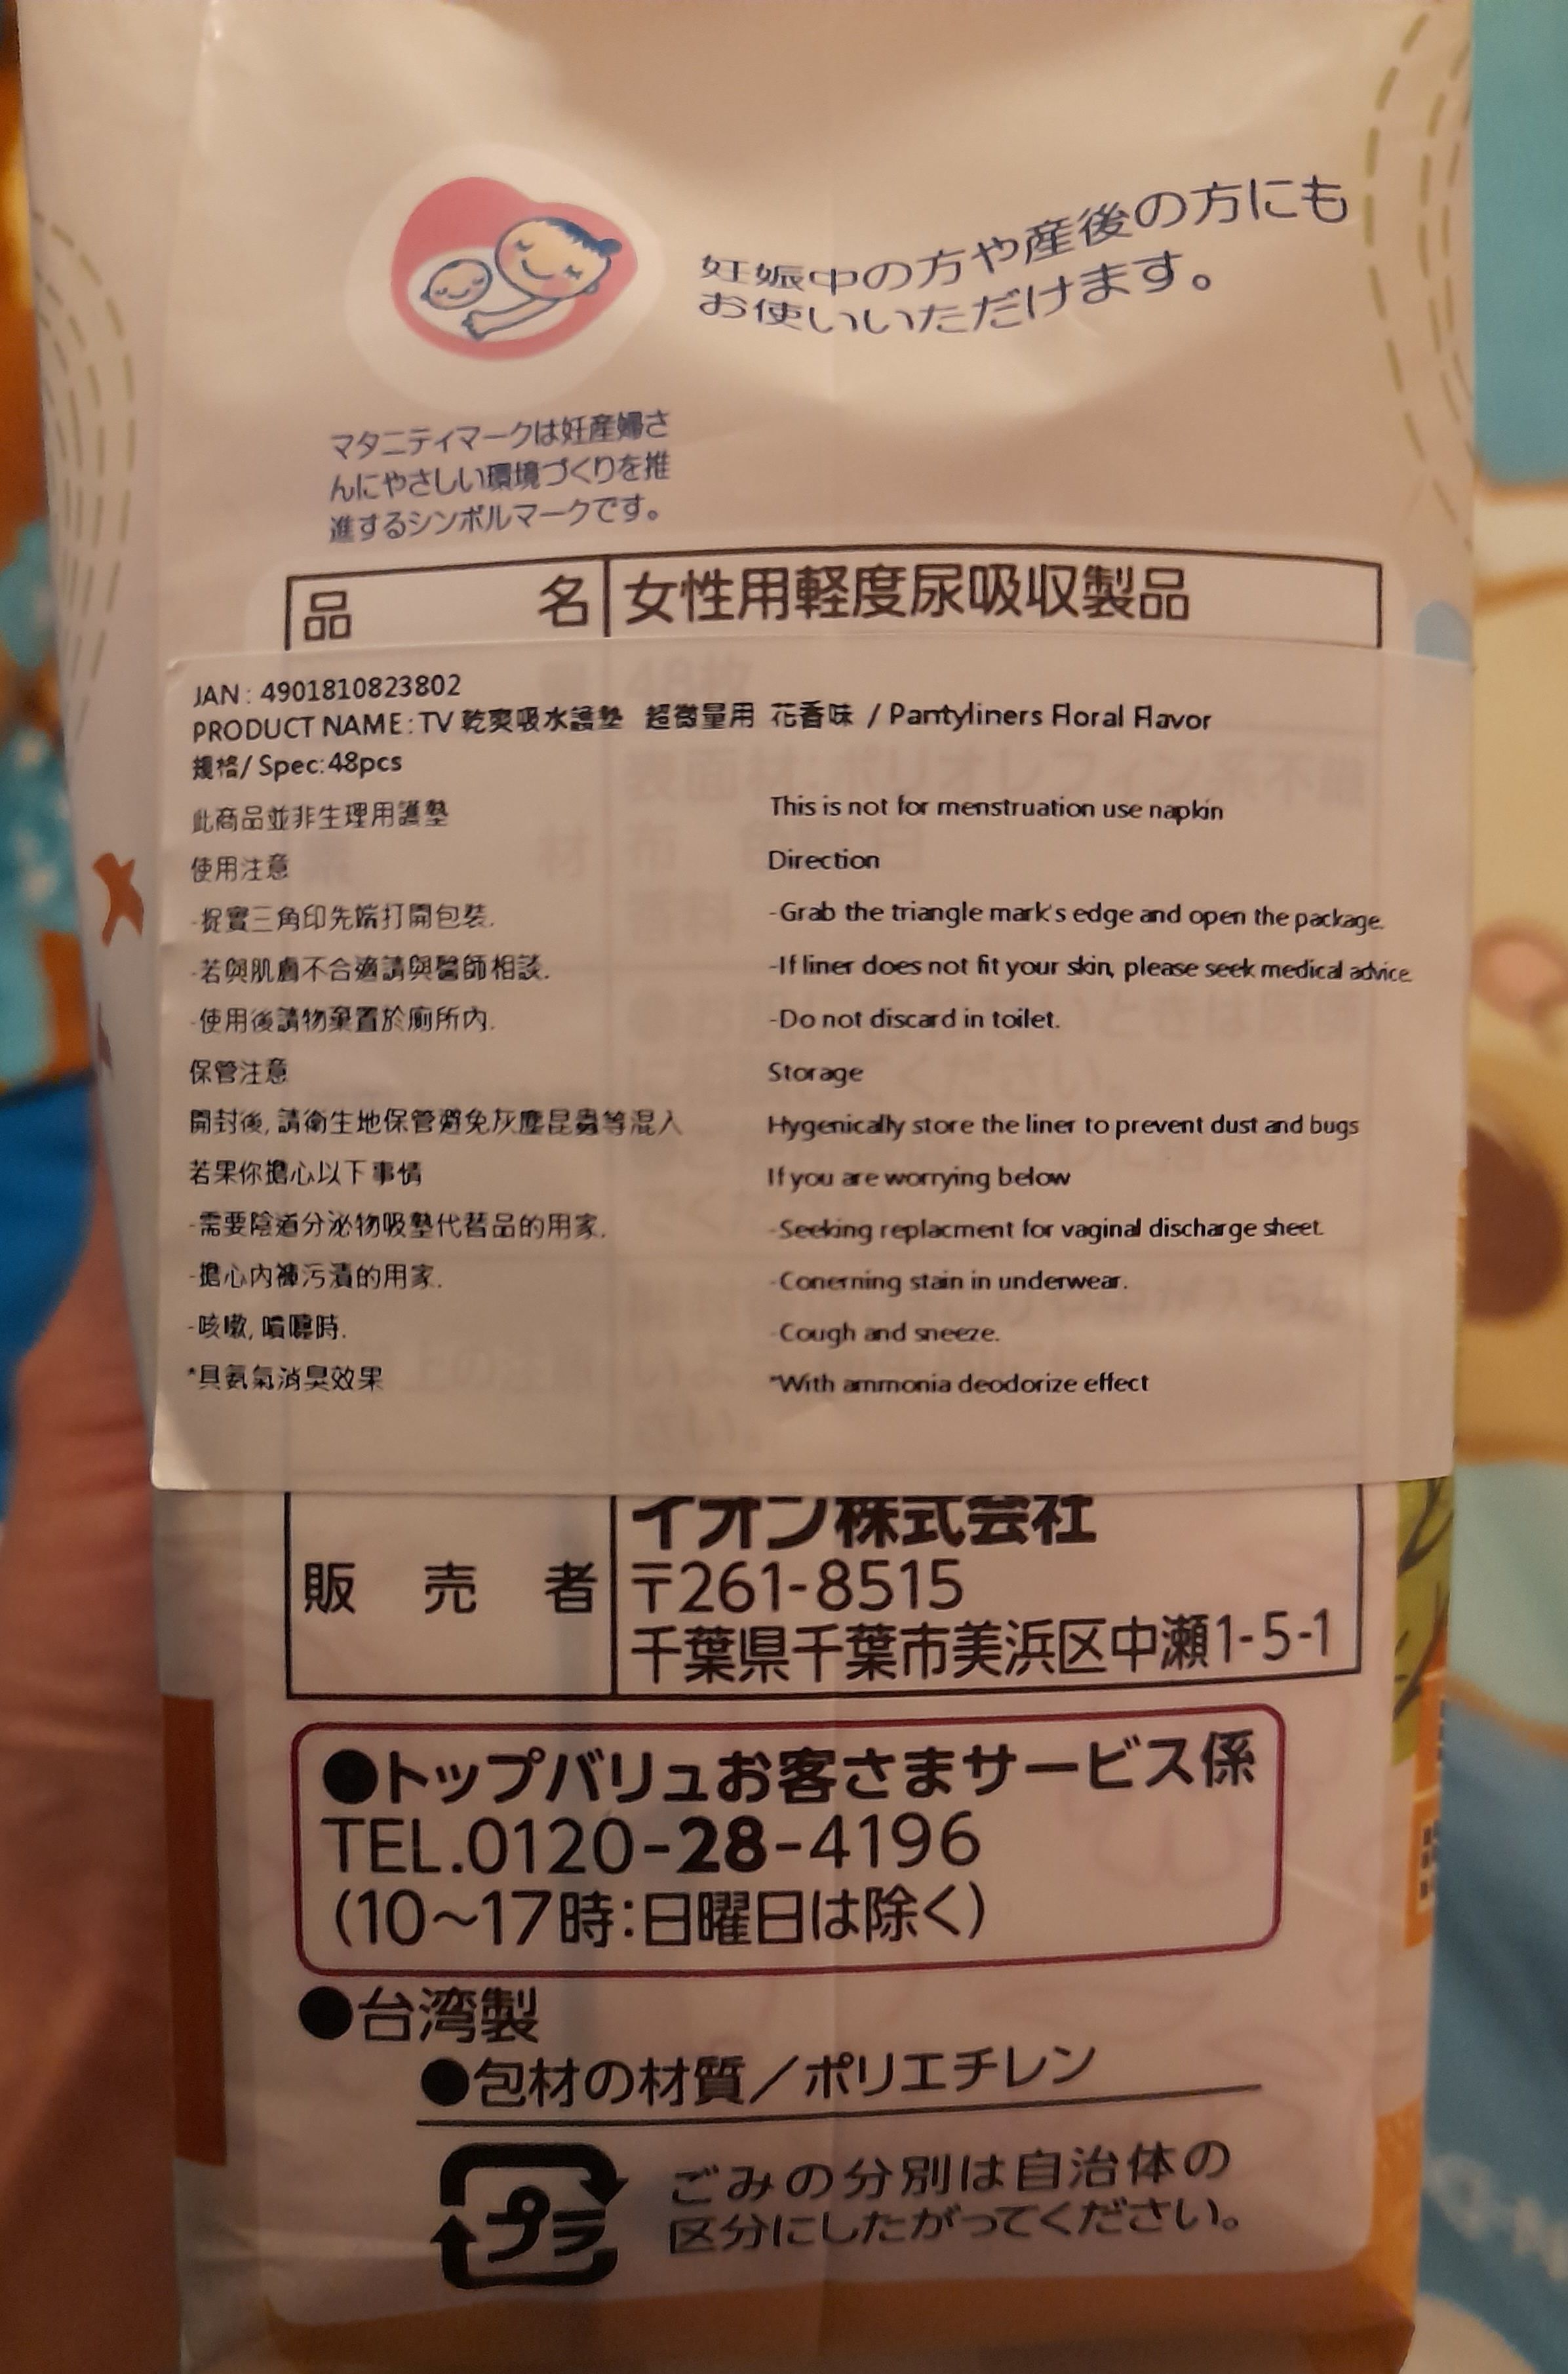 妊娠中の方や産後の方にも
お使いいただけます。
マタニティマークは妊産婦さ
んにやさしい環境づくりを推
進するシンボルマークです。
品名 女性用軽度尿吸収製品
JAN : 4901810823802
PRODUCT NAME : TV 乾爽吸水護墊 超微量用 花香味 / Pantyliners Floral Flavor
規格/ Spec:48pcs
此商品並非生理用護墊
This is not for menstruation use napkin
使用注意
Direction
-捉實三角印先端打開包裝.
-Grab the triangle mark's edge and open the package.
-若與肌膚不合適請與醫師相談.
-If liner does not fit your skin, please seek medical advice.
-使用後請物棄置於廁所內.
-Do not discard in toilet.
保管注意
Storage
開封後, 請衛生地保管避免灰塵昆蟲等混入
Hygenically store the liner to prevent dust and bugs
若果你擔心以下事情
If you are worrying below
-需要陰道分泌物吸墊代替品的用家.
-Seeking replacment for vaginal discharge sheet.
-擔心內褲污漬的用家.
-Conerning stain in underwear.
-咳嗽, 噴嚏時.
-Cough and sneeze.
*具氨氣消臭效果
*With ammonia deodorize effect
イオン株式会社
販売者 〒261-8515
千葉県千葉市美浜区中瀬1-5-1
●トップバリュお客さまサービス係
TEL.0120-28-4196
(10～17時:日曜日は除く)
●台湾製
●包材の材質／ポリエチレン
プラ
ごみの分別は自治体の
区分にしたがってください。